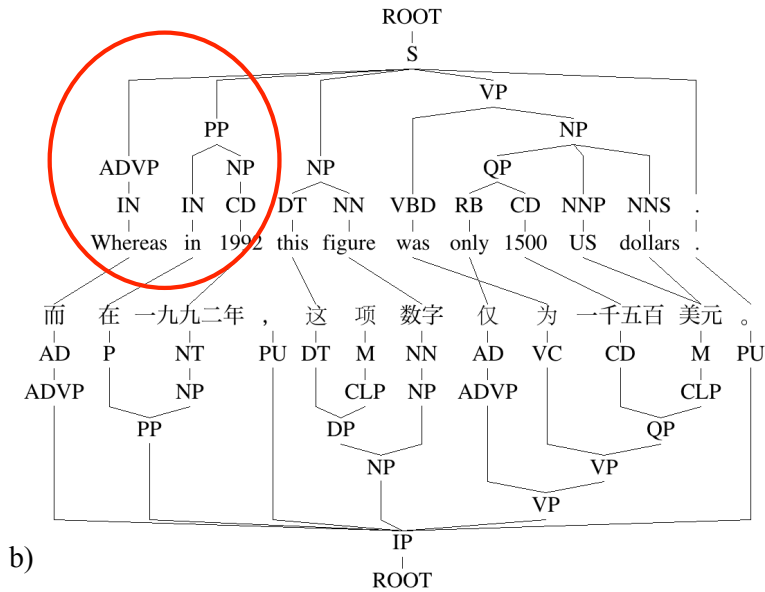 ROOT
S
VP
PP NP
ADVP NP NP QP
IN IN CD DT NN VBD RB CD NNP NNS .
Whereas in 1992 this figure was only 1500 US dollars .
而 在 一九九二年 , 这 项 数字 仅 为 一千五百 美元 。
AD P NT PU DT M NN AD VC CD M PU
ADVP NP CLP NP ADVP CLP
PP DP QP
NP VP
VP
IP
b)
ROOT